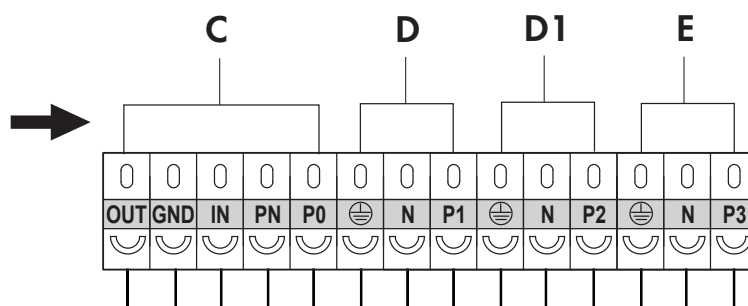 C D D1 E
OUT GND IN PN P0 ⏚ N P1 ⏚ N P2 ⏚ N P3